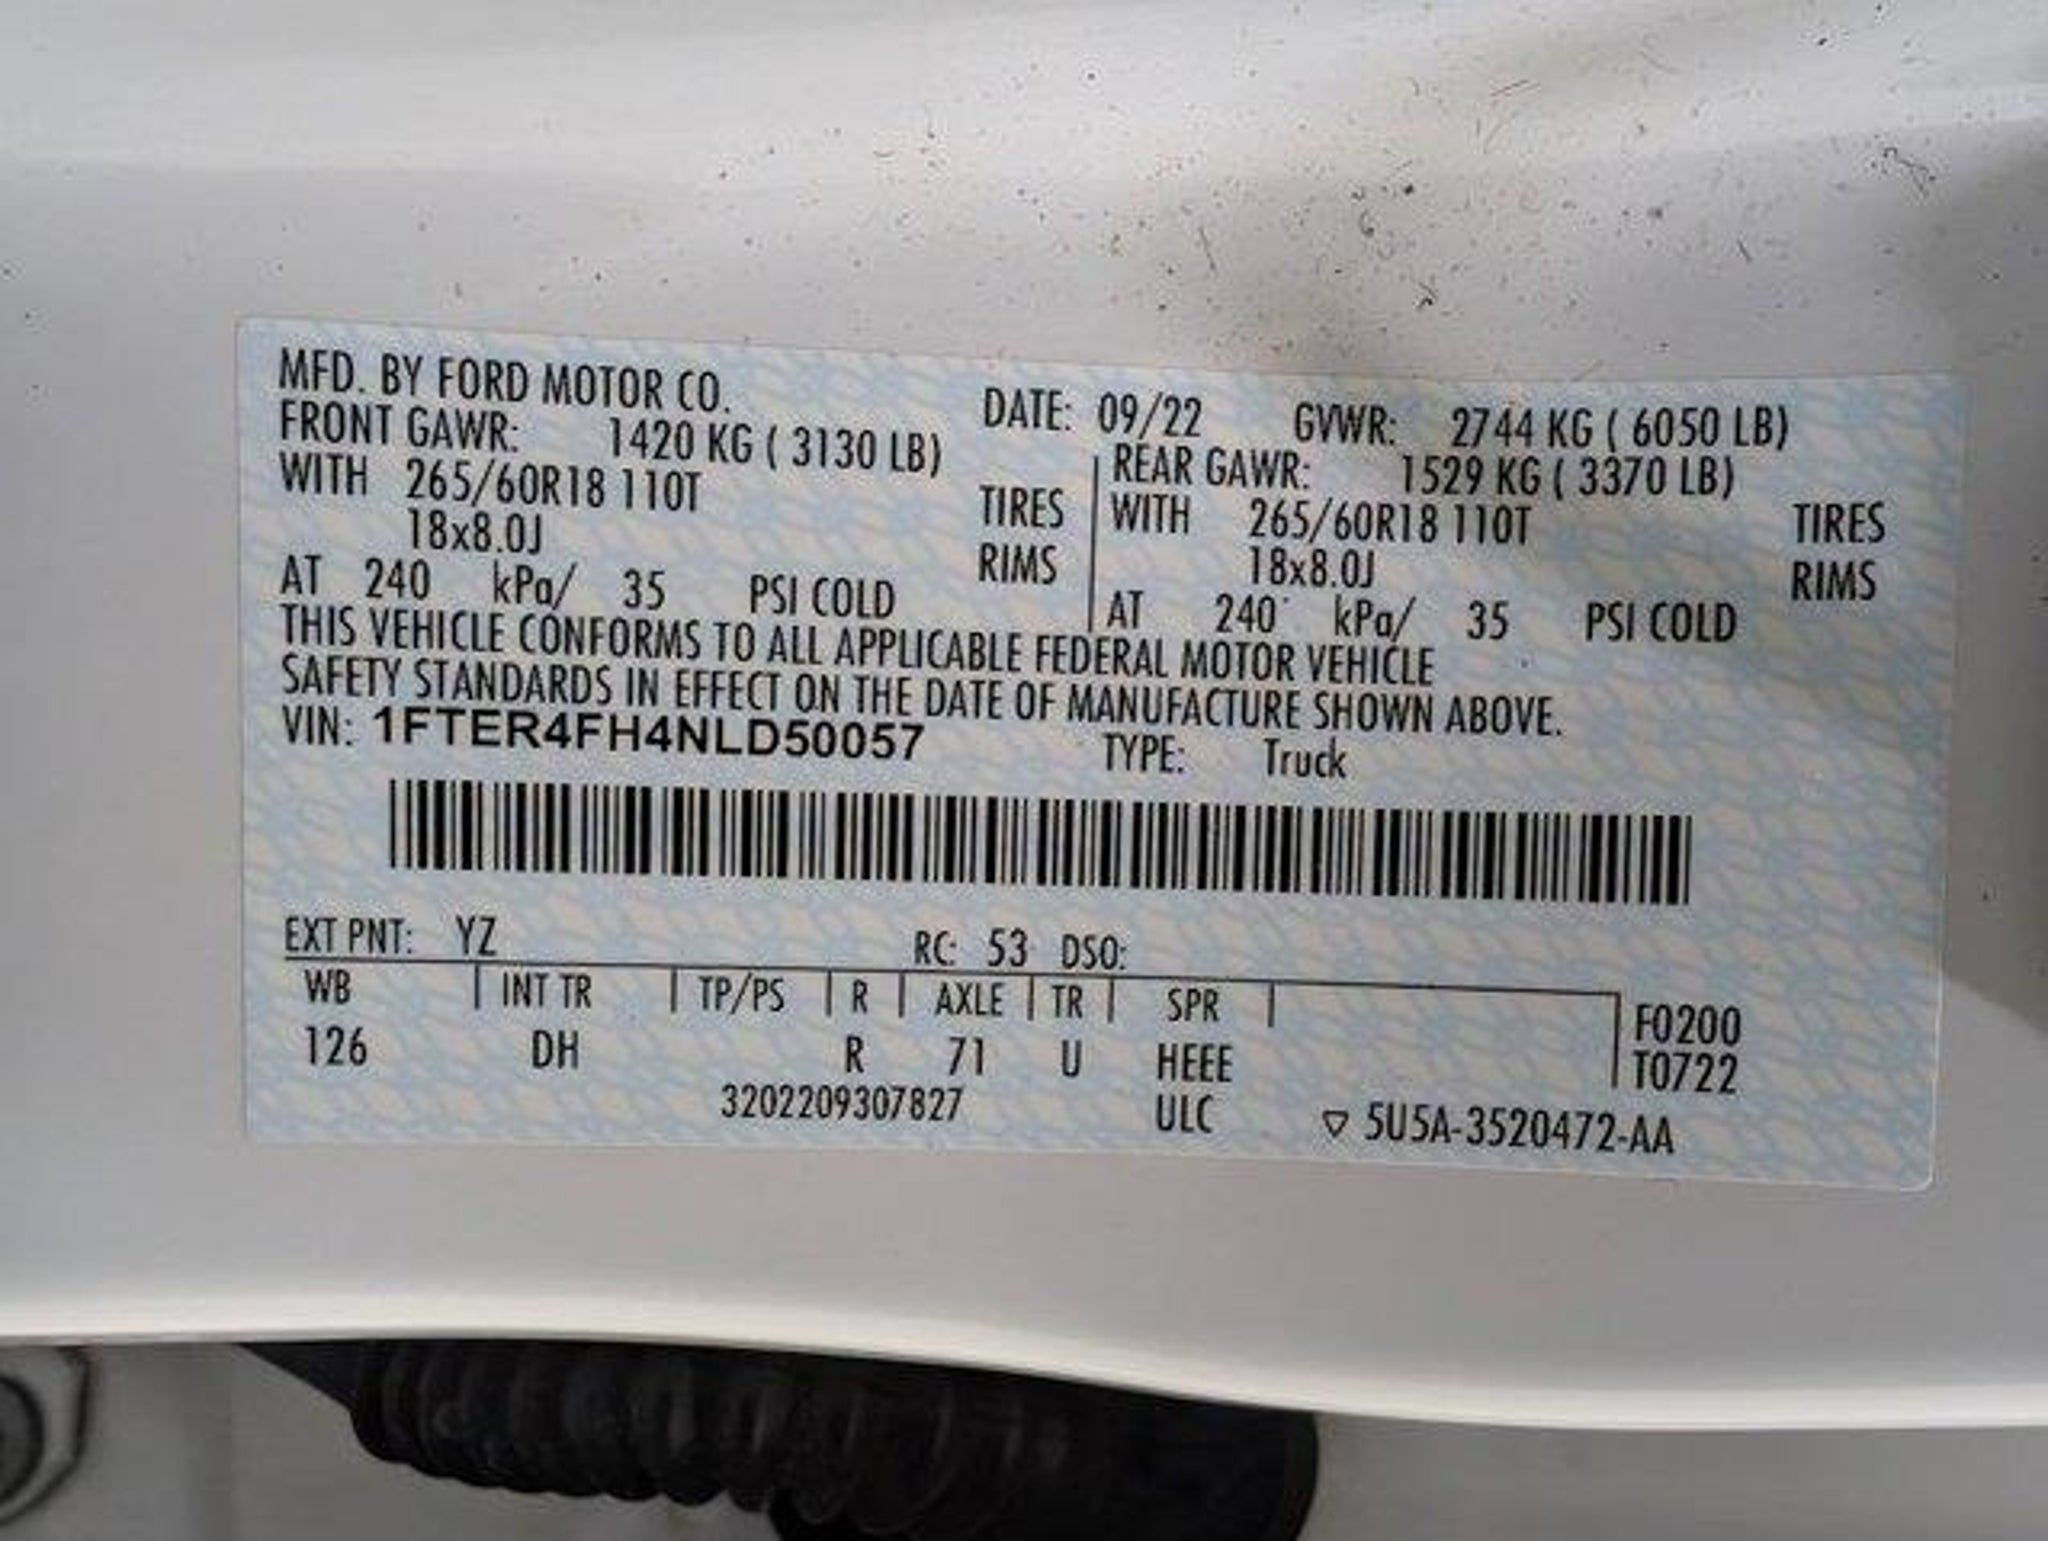 MFD. BY FORD MOTOR CO. DATE: 09/22 GVWR: 2744 KG ( 6050 LB)
FRONT GAWR: 1420 KG ( 3130 LB) REAR GAWR: 1529 KG ( 3370 LB)
WITH 265/60R18 110T TIRES WITH 265/60R18 110T TIRES
18x8.0J RIMS 18x8.0J RIMS
AT 240 kPa/ 35 PSI COLD AT 240 kPa/ 35 PSI COLD
THIS VEHICLE CONFORMS TO ALL APPLICABLE FEDERAL MOTOR VEHICLE
SAFETY STANDARDS IN EFFECT ON THE DATE OF MANUFACTURE SHOWN ABOVE.
VIN: 1FTER4FH4NLD50057 TYPE: Truck
EXT PNT: YZ RC: 53 DSO:
WB INT TR TP/PS R AXLE TR SPR F0200
126 DH R 71 U HEEE T0722
3202209307827 ULC ▽ 5U5A-3520472-AA